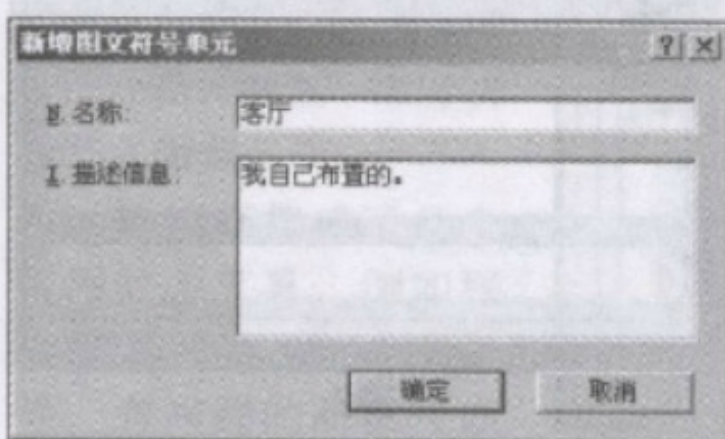 新增图文符号单元
N.名称:
客厅
I.描述信息:
我自己布置的。
确定
取消